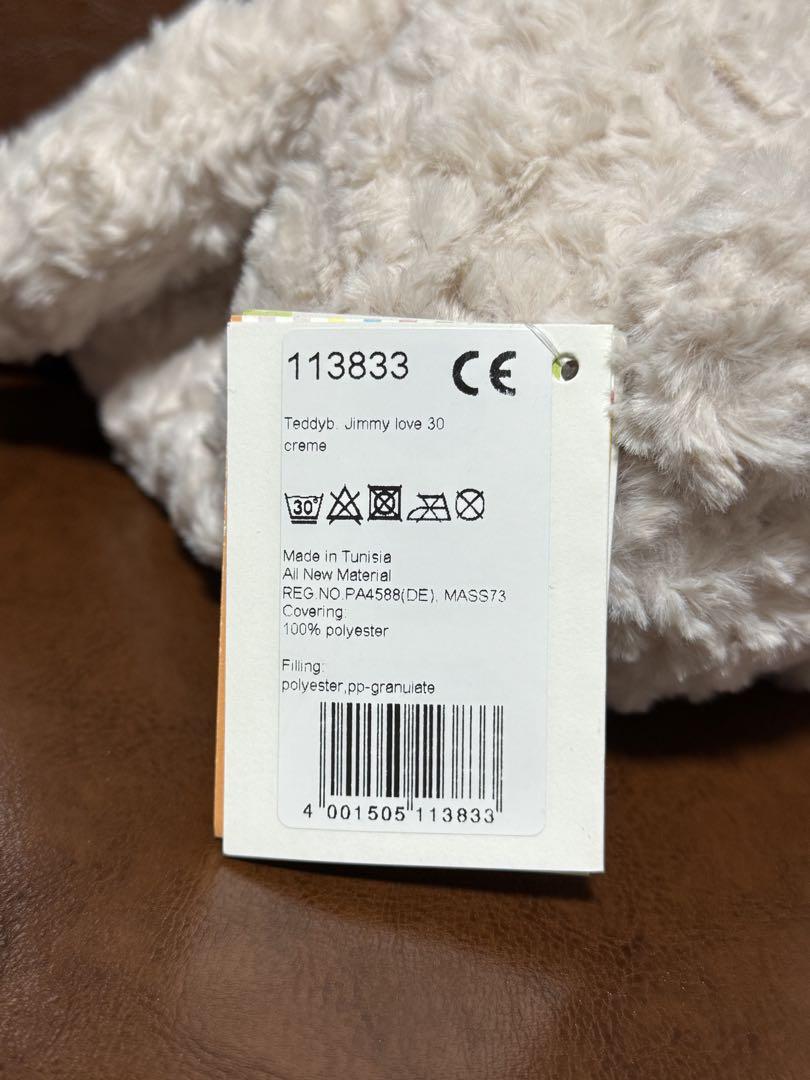 113833 CE
Teddyb. Jimmy love 30
creme
30°
Made in Tunisia
All New Material
REG.NO.PA4588(DE), MASS73
Covering:
100% polyester
Filling:
polyester,pp-granulate
4 001505 113833